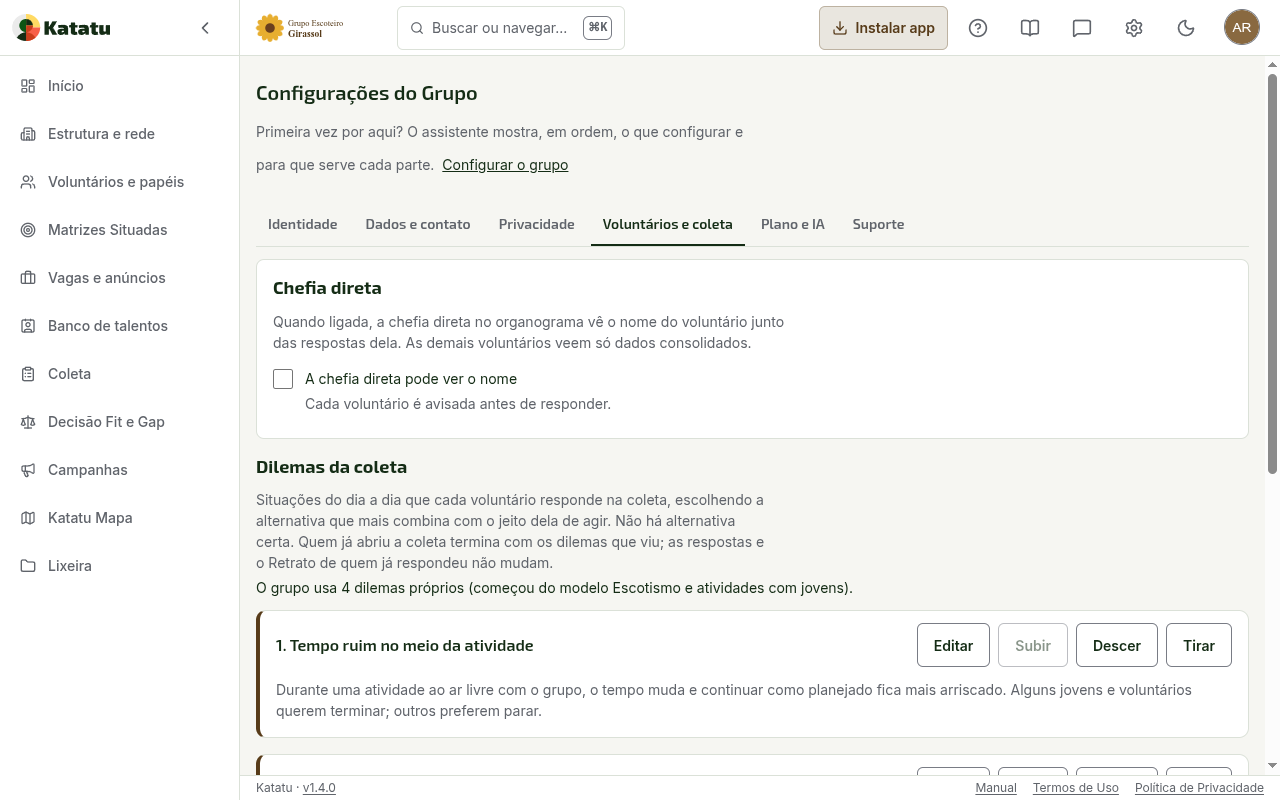 Katatu
Grupo Escoteiro
Girassol
Buscar ou navegar... ⌘K
Instalar app
AR
Início
Estrutura e rede
Voluntários e papéis
Matrizes Situadas
Vagas e anúncios
Banco de talentos
Coleta
Decisão Fit e Gap
Campanhas
Katatu Mapa
Lixeira
Configurações do Grupo
Primeira vez por aqui? O assistente mostra, em ordem, o que configurar e
para que serve cada parte. Configurar o grupo
Identidade Dados e contato Privacidade Voluntários e coleta Plano e IA Suporte
Chefia direta
Quando ligada, a chefia direta no organograma vê o nome do voluntário junto
das respostas dela. As demais voluntários veem só dados consolidados.
A chefia direta pode ver o nome
Cada voluntário é avisada antes de responder.
Dilemas da coleta
Situações do dia a dia que cada voluntário responde na coleta, escolhendo a
alternativa que mais combina com o jeito dela de agir. Não há alternativa
certa. Quem já abriu a coleta termina com os dilemas que viu; as respostas e
o Retrato de quem já respondeu não mudam.
O grupo usa 4 dilemas próprios (começou do modelo Escotismo e atividades com jovens).
1. Tempo ruim no meio da atividade
Editar Subir Descer Tirar
Durante uma atividade ao ar livre com o grupo, o tempo muda e continuar como planejado fica mais arriscado. Alguns jovens e voluntários
querem terminar; outros preferem parar.
Katatu · v1.4.0
Manual Termos de Uso Política de Privacidade